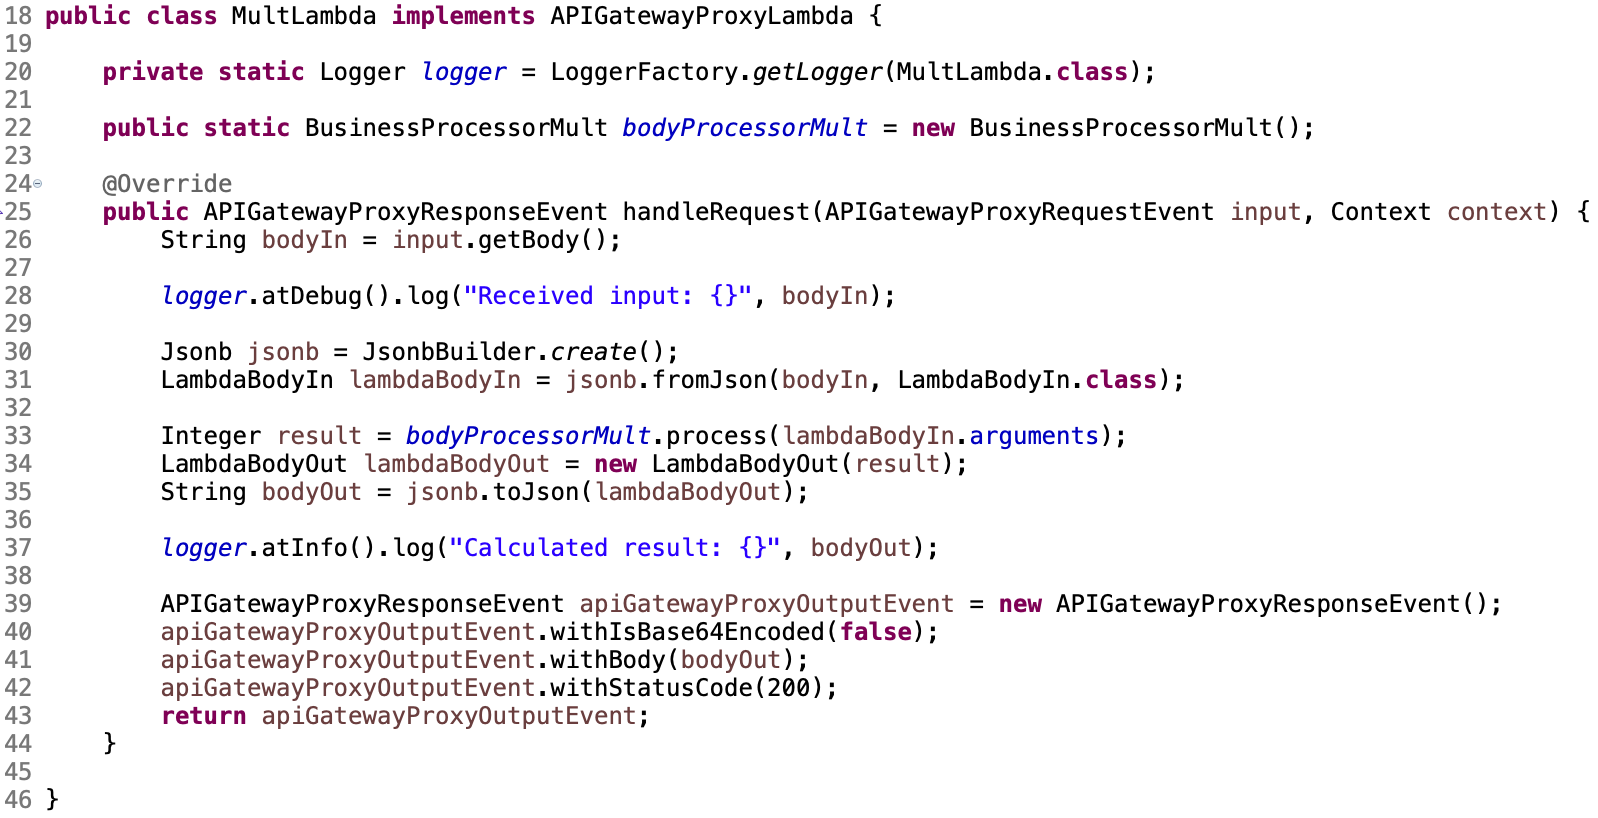 18 public class MultLambda implements APIGatewayProxyLambda {
19
20     private static Logger logger = LoggerFactory.getLogger(MultLambda.class);
21
22     public static BusinessProcessorMult bodyProcessorMult = new BusinessProcessorMult();
23
24     @Override
25     public APIGatewayProxyResponseEvent handleRequest(APIGatewayProxyRequestEvent input, Context context) {
26         String bodyIn = input.getBody();
27
28         logger.atDebug().log("Received input: {}", bodyIn);
29
30         Jsonb jsonb = JsonbBuilder.create();
31         LambdaBodyIn lambdaBodyIn = jsonb.fromJson(bodyIn, LambdaBodyIn.class);
32
33         Integer result = bodyProcessorMult.process(lambdaBodyIn.arguments);
34         LambdaBodyOut lambdaBodyOut = new LambdaBodyOut(result);
35         String bodyOut = jsonb.toJson(lambdaBodyOut);
36
37         logger.atInfo().log("Calculated result: {}", bodyOut);
38
39         APIGatewayProxyResponseEvent apiGatewayProxyOutputEvent = new APIGatewayProxyResponseEvent();
40         apiGatewayProxyOutputEvent.withIsBase64Encoded(false);
41         apiGatewayProxyOutputEvent.withBody(bodyOut);
42         apiGatewayProxyOutputEvent.withStatusCode(200);
43         return apiGatewayProxyOutputEvent;
44     }
45
46 }